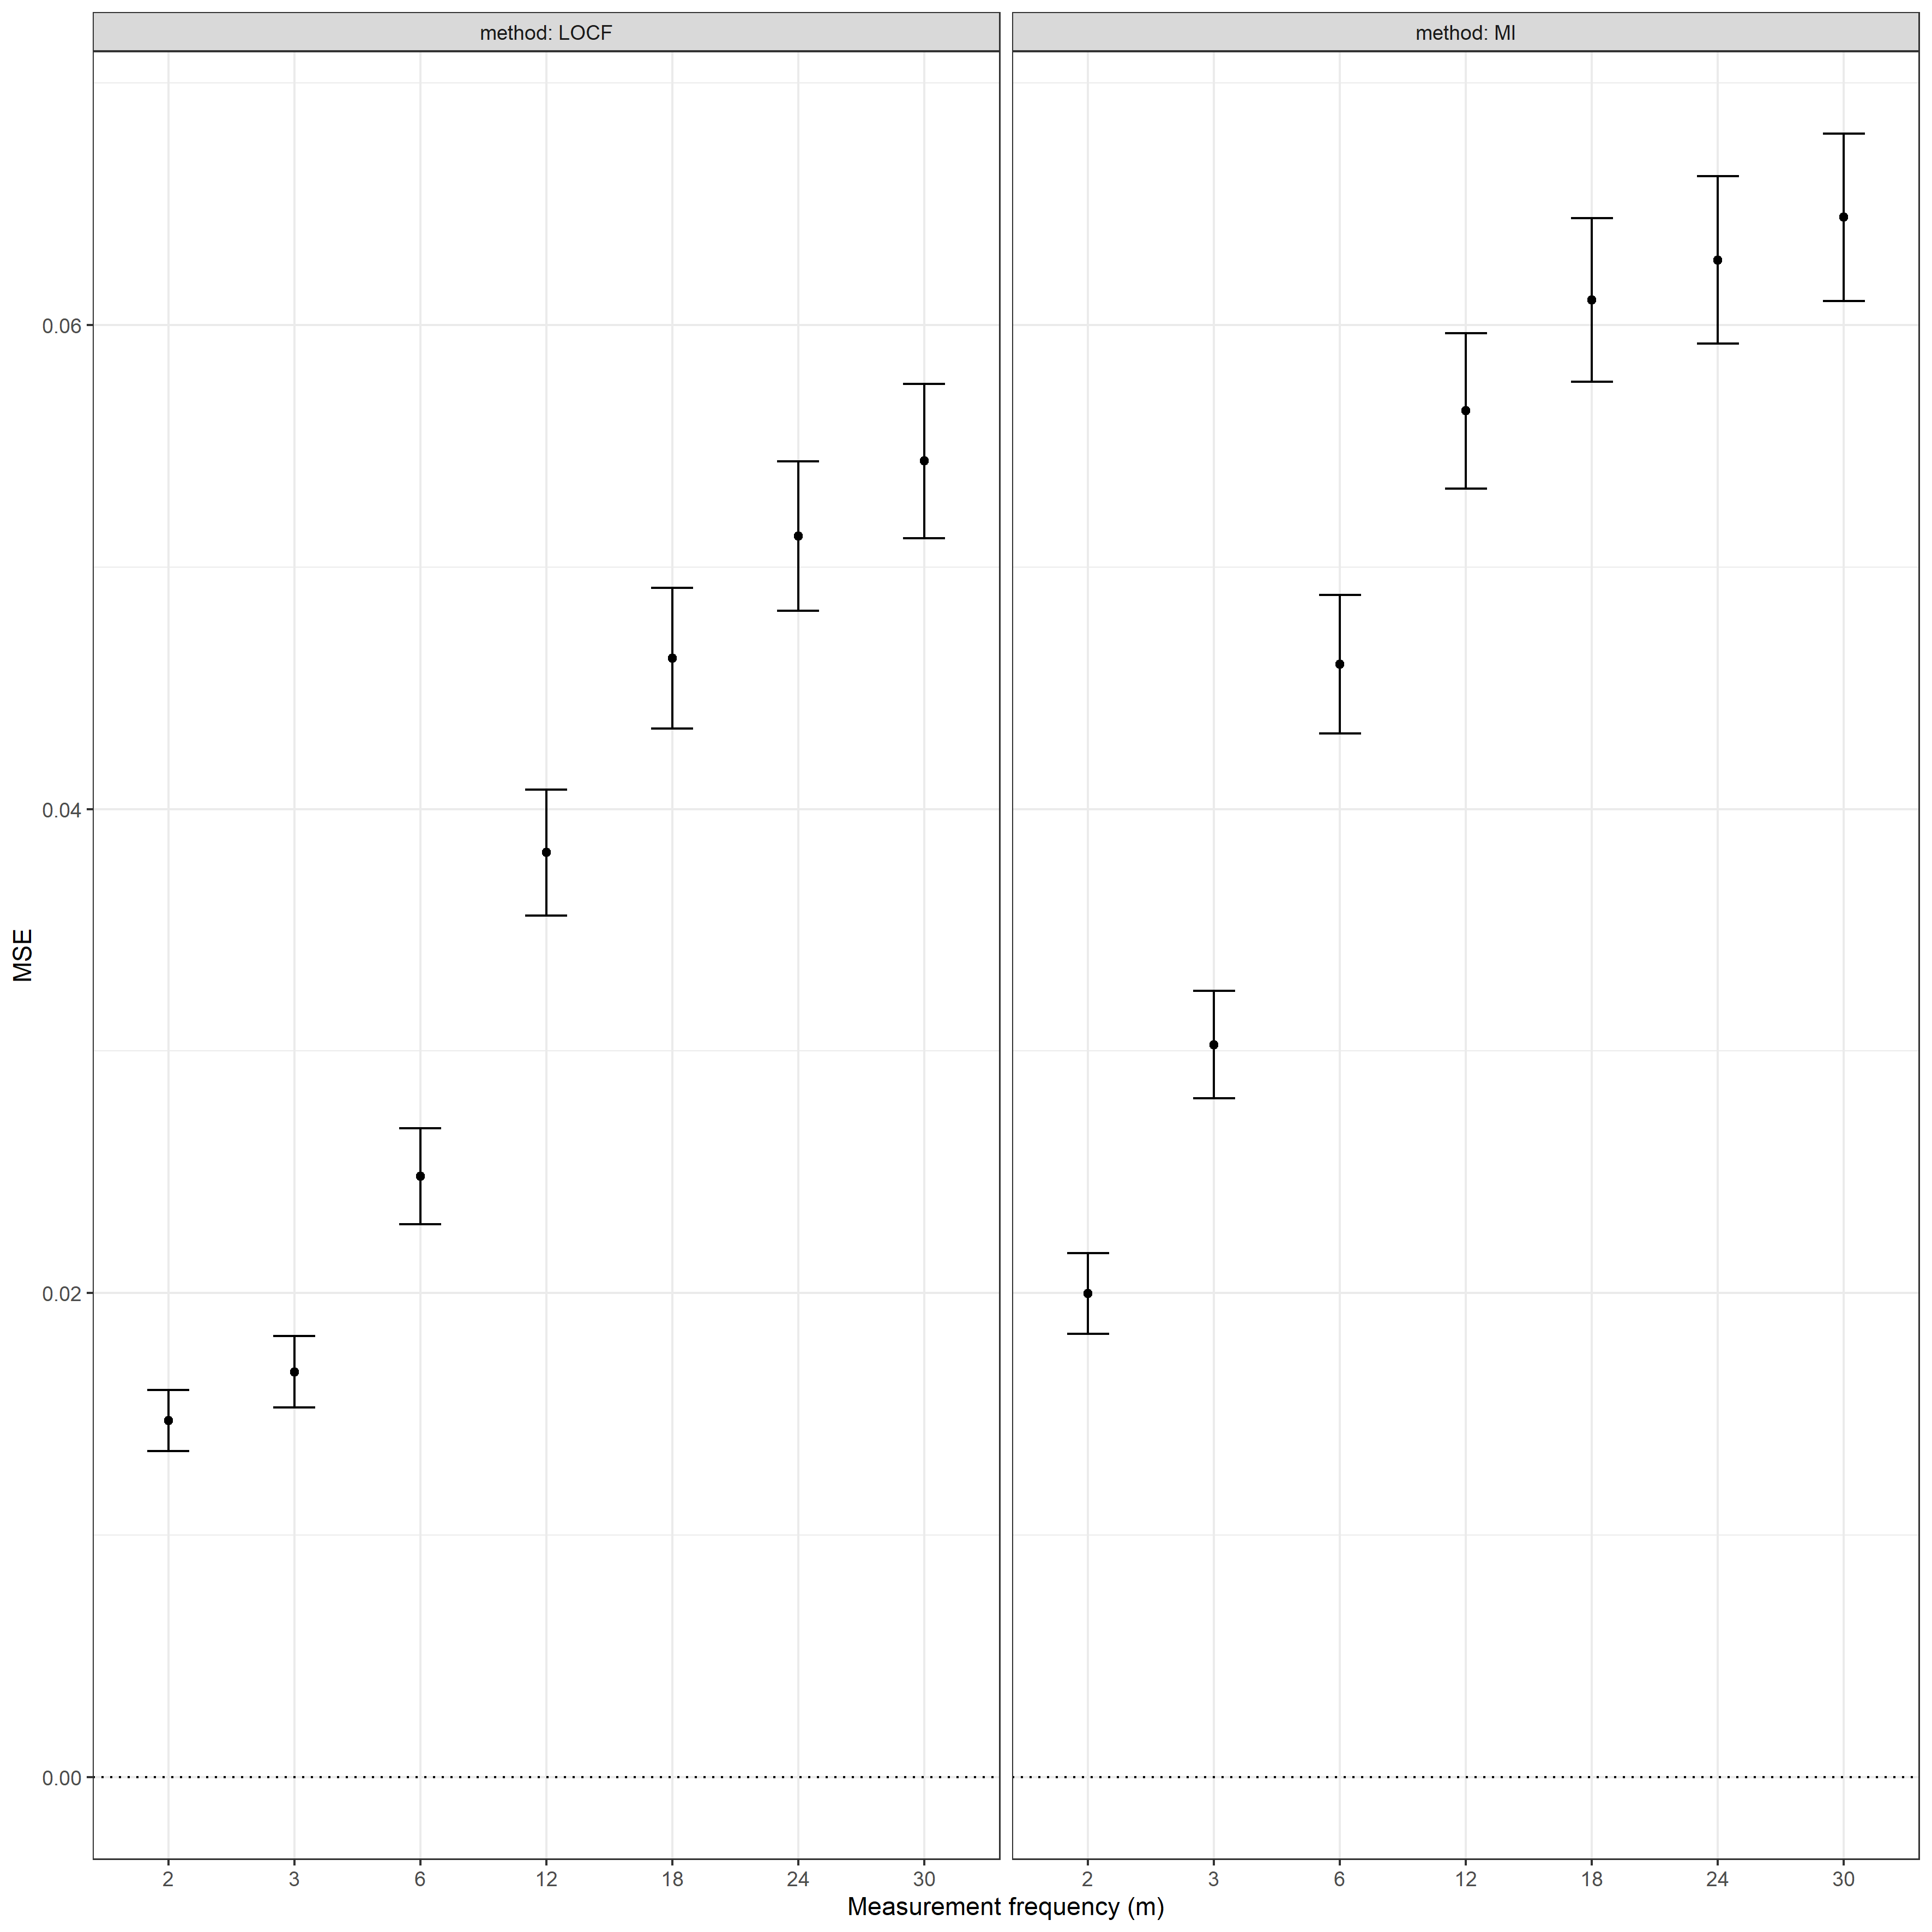 method: LOCF
method: MI
MSE
0.06
0.04
0.02
0.00
2 3 6 12 18 24 30
2 3 6 12 18 24 30
Measurement frequency (m)